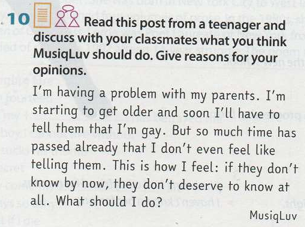 10 Read this post from a teenager and
discuss with your classmates what you think
MusiqLuv should do. Give reasons for your
opinions.
I'm having a problem with my parents. I'm
starting to get older and soon I'll have to
tell them that I'm gay. But so much time has
passed already that I don't even feel like
telling them. This is how I feel: if they don't
know by now, they don't deserve to know at
all. What should I do?
MusiqLuv